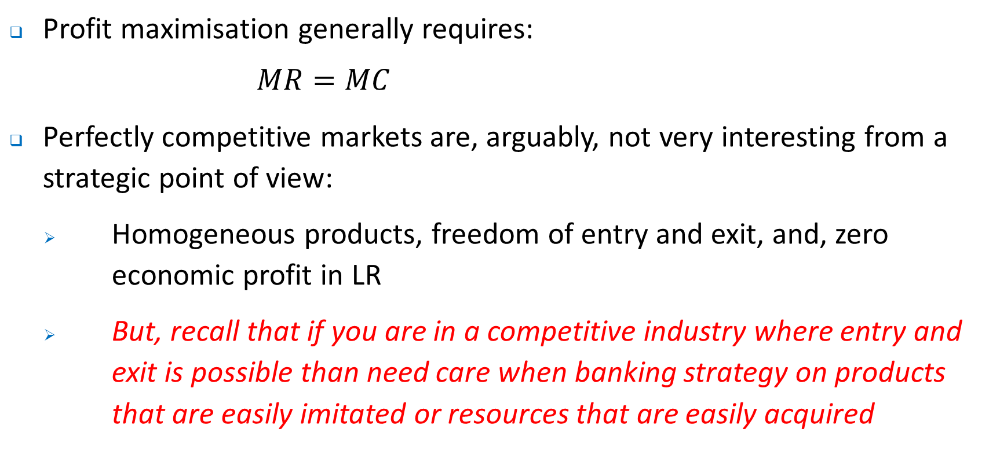 Profit maximisation generally requires:
MR = MC
Perfectly competitive markets are, arguably, not very interesting from a
strategic point of view:
Homogeneous products, freedom of entry and exit, and, zero
economic profit in LR
But, recall that if you are in a competitive industry where entry and
exit is possible than need care when banking strategy on products
that are easily imitated or resources that are easily acquired